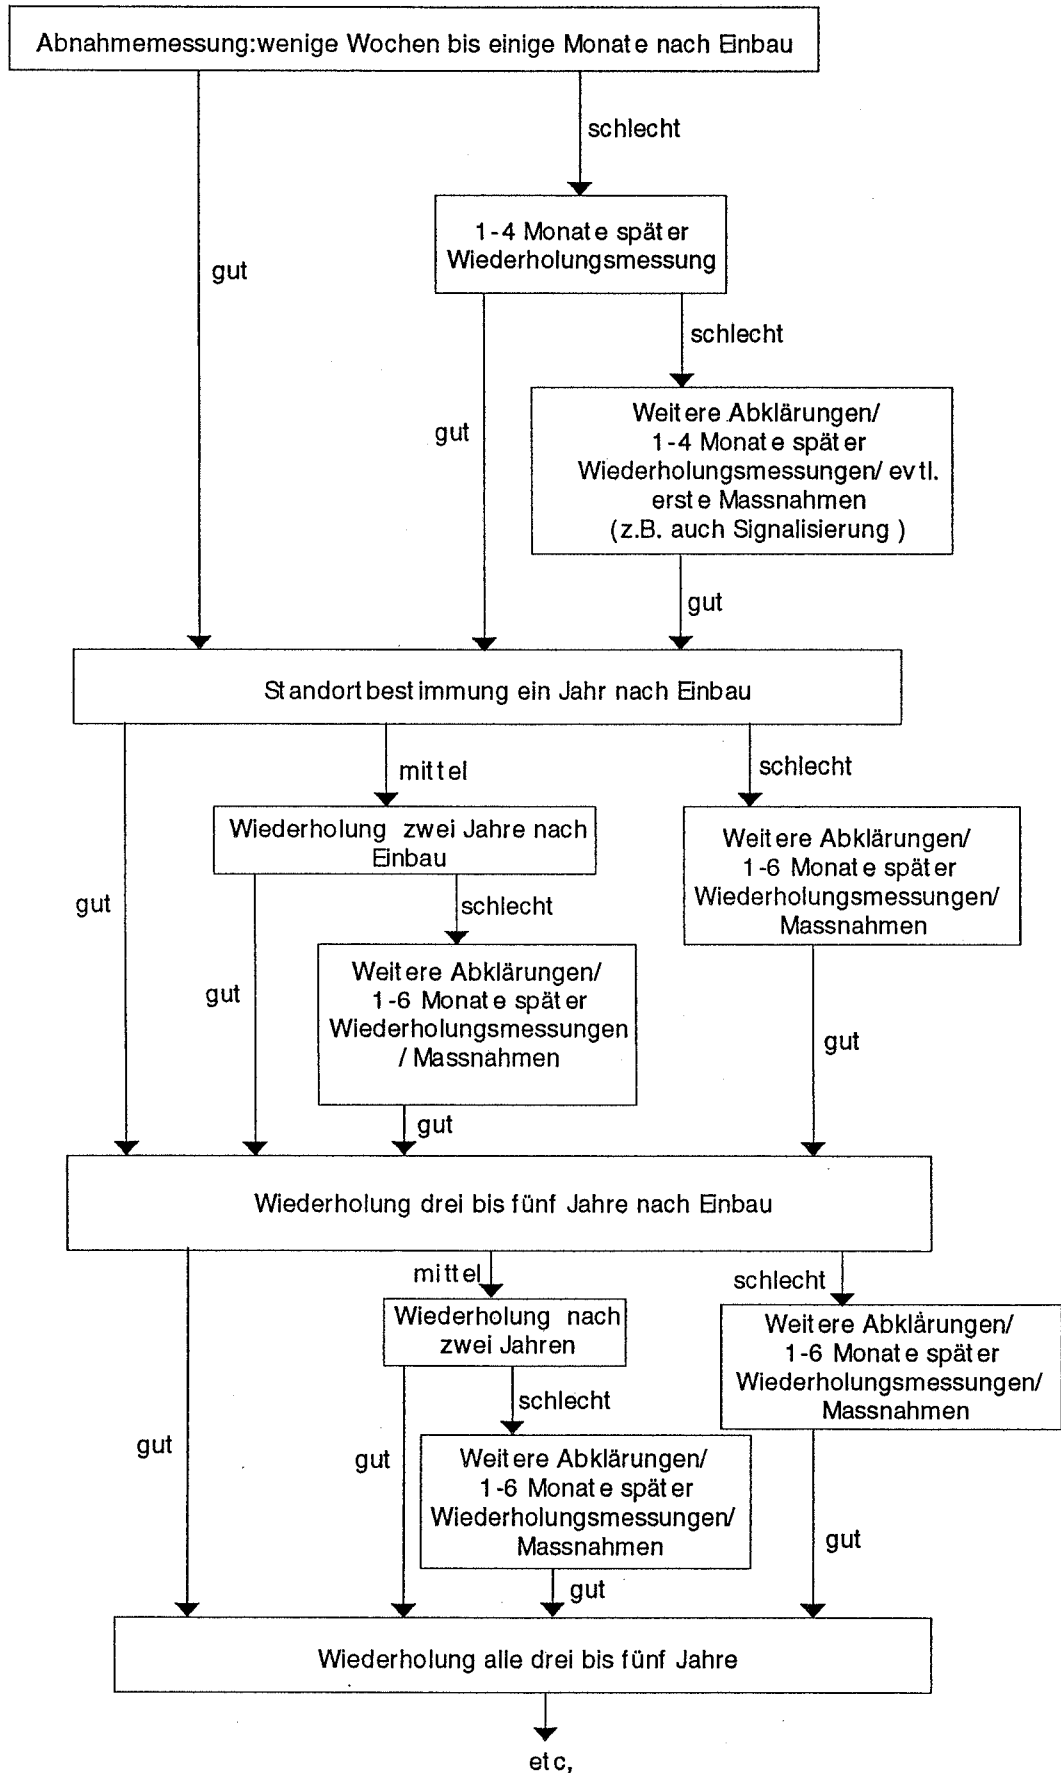 Abnahmemessung:wenige Wochen bis einige Monate nach Einbau
schlecht
1-4 Monate später
Wiederholungsmessung
gut
schlecht
Weitere Abklärungen/
1-4 Monate später
Wiederholungsmessungen/ evtl.
erste Massnahmen
(z.B. auch Signalisierung )
gut
gut
Standortbestimmung ein Jahr nach Einbau
mittel
schlecht
Wiederholung zwei Jahre nach
Einbau
Weitere Abklärungen/
1-6 Monate später
Wiederholungsmessungen/
Massnahmen
gut
schlecht
Weitere Abklärungen/
1-6 Monate später
Wiederholungsmessungen
/ Massnahmen
gut
gut
gut
Wiederholung drei bis fünf Jahre nach Einbau
mittel
schlecht
Wiederholung nach
zwei Jahren
Weitere Abklärungen/
1-6 Monate später
Wiederholungsmessungen/
Massnahmen
schlecht
gut
gut
Weitere Abklärungen/
1-6 Monate später
Wiederholungsmessungen/
Massnahmen
gut
gut
Wiederholung alle drei bis fünf Jahre
etc,